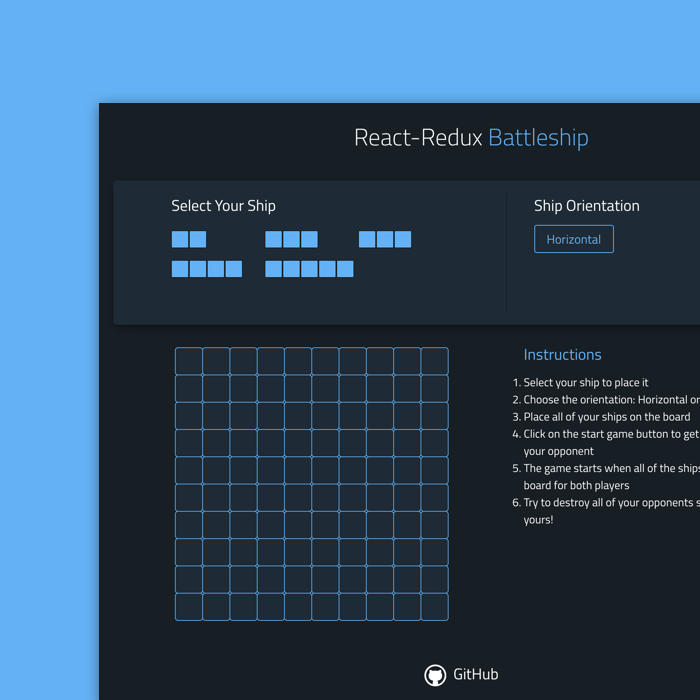 React-Redux Battleship
Select Your Ship
Ship Orientation
Horizontal
Instructions
1. Select your ship to place it
2. Choose the orientation: Horizontal or
3. Place all of your ships on the board
4. Click on the start game button to get
your opponent
5. The game starts when all of the ships
board for both players
6. Try to destroy all of your opponents s
yours!
GitHub